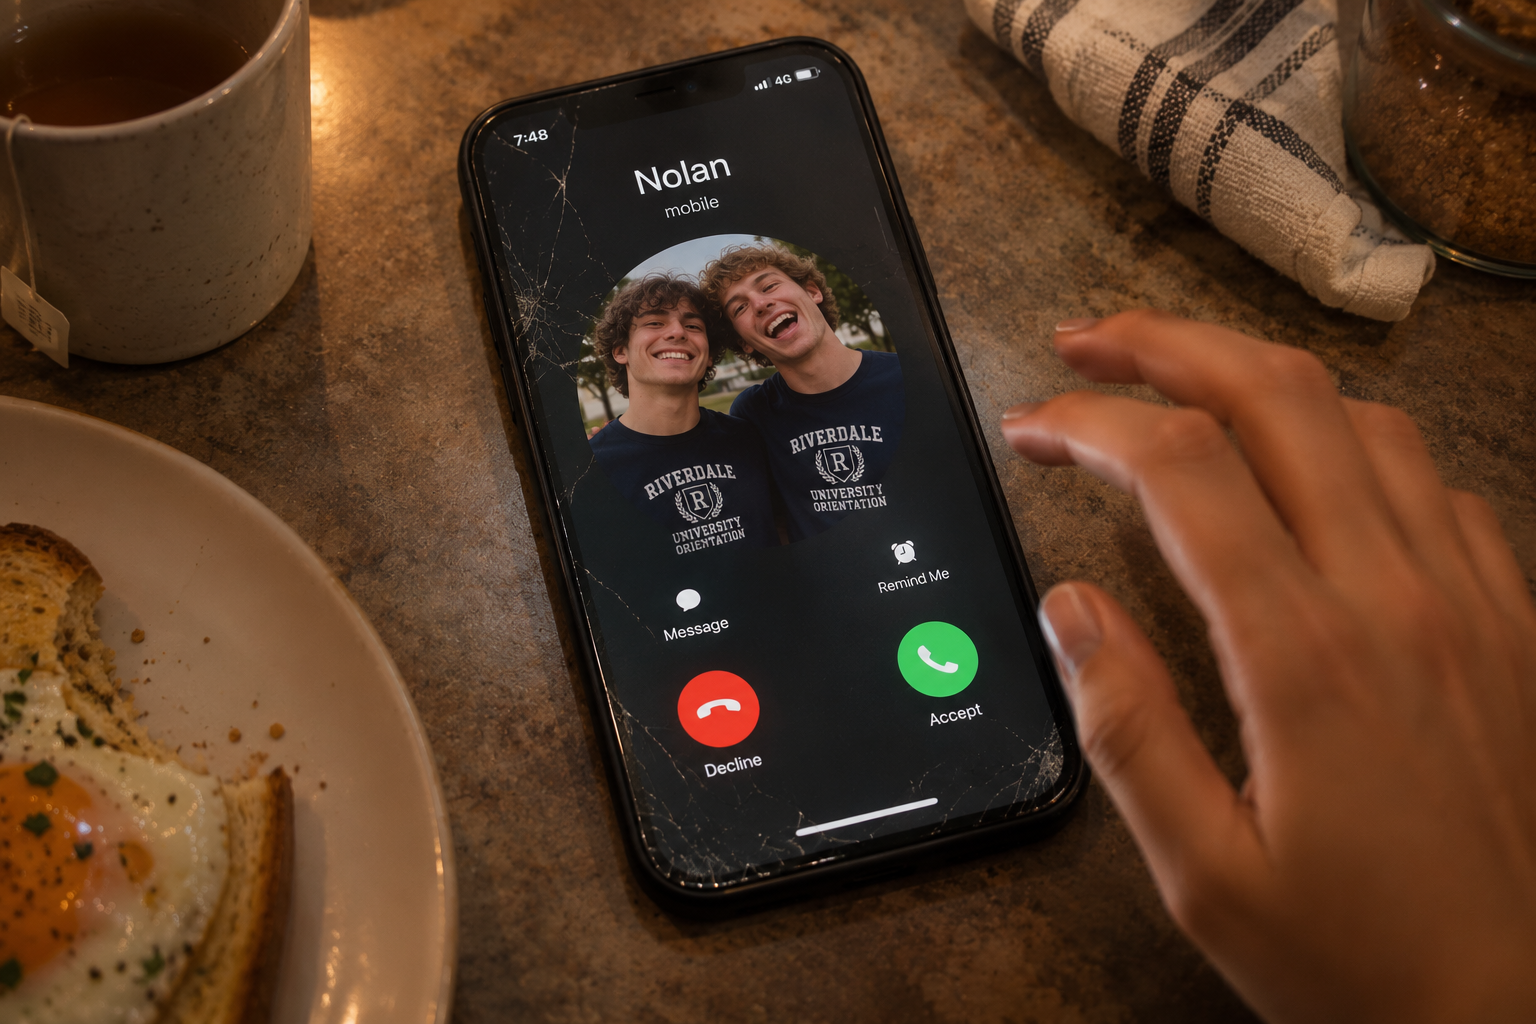 7:48
4G
Nolan
mobile
RIVERDALE
R
UNIVERSITY
ORIENTATION
RIVERDALE
R
UNIVERSITY
ORIENTATION
Message
Remind Me
Decline
Accept